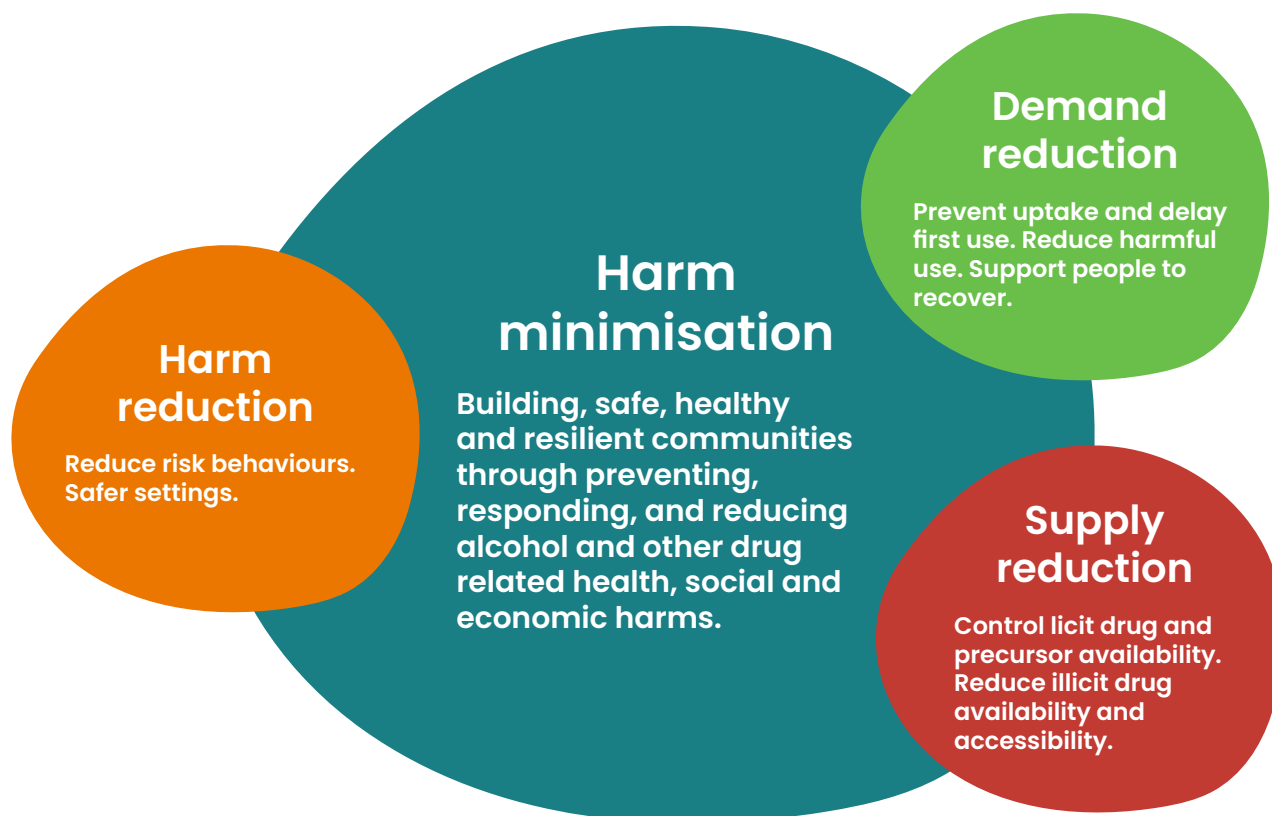 Harm
minimisation
Building, safe, healthy
and resilient communities
through preventing,
responding, and reducing
alcohol and other drug
related health, social and
economic harms.
Demand
reduction
Prevent uptake and delay
first use. Reduce harmful
use. Support people to
recover.
Harm
reduction
Reduce risk behaviours.
Safer settings.
Supply
reduction
Control licit drug and
precursor availability.
Reduce illicit drug
availability and
accessibility.